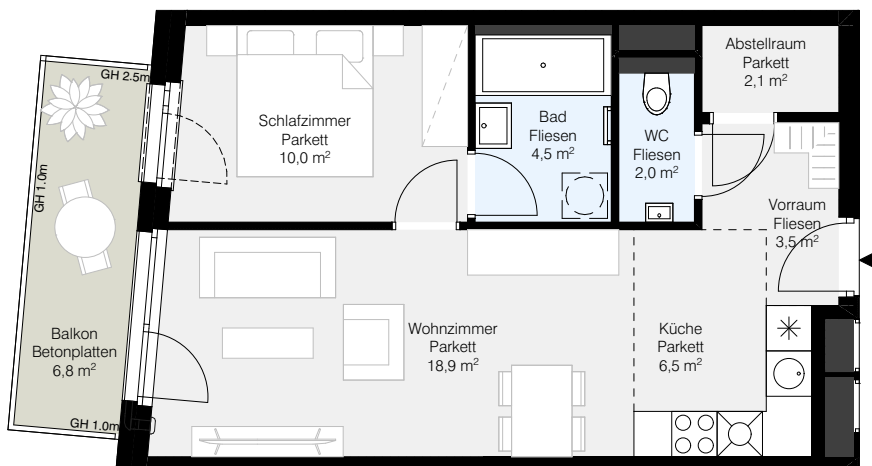 GH 2.5m
GH 1.0m
Balkon
Betonplatten
6,8 m²
GH 1.0m
Schlafzimmer
Parkett
10,0 m²
Bad
Fliesen
4,5 m²
WC
Fliesen
2,0 m²
Abstellraum
Parkett
2,1 m²
Vorraum
Fliesen
3,5 m²
Wohnzimmer
Parkett
18,9 m²
Küche
Parkett
6,5 m²